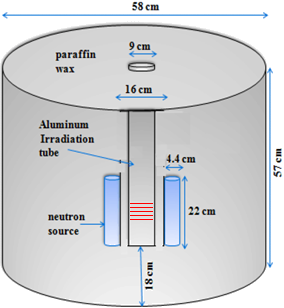 58 cm
9 cm
paraffin
wax
16 cm
Aluminum
Irradiation
tube
4.4 cm
57 cm
neutron
source
22 cm
18 cm